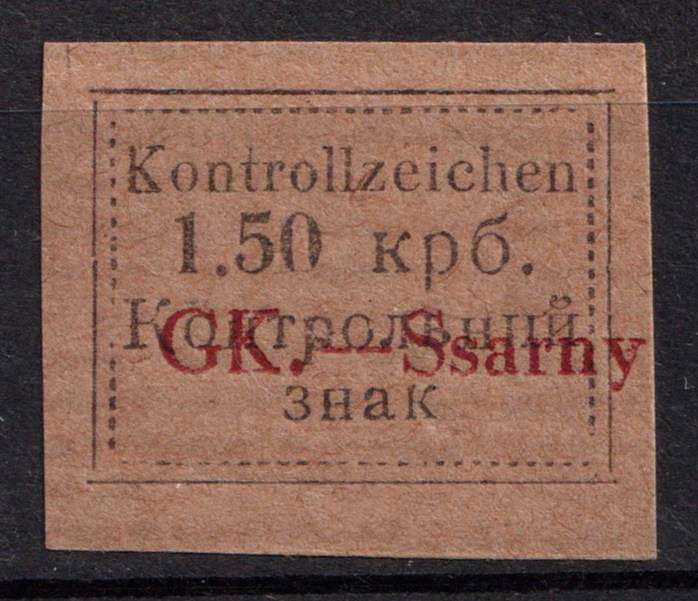 Kontrollzeichen
1.50 крб.
Контрольний
GK.—Ssarny
знак